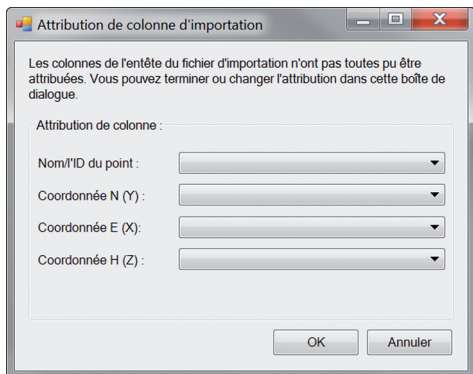 Attribution de colonne d'importation
Les colonnes de l'entête du fichier d'importation n'ont pas toutes pu être
attribuées. Vous pouvez terminer ou changer l'attribution dans cette boîte de
dialogue.
Attribution de colonne :
Nom/l'ID du point :
Coordonnée N (Y) :
Coordonnée E (X):
Coordonnée H (Z) :
OK Annuler